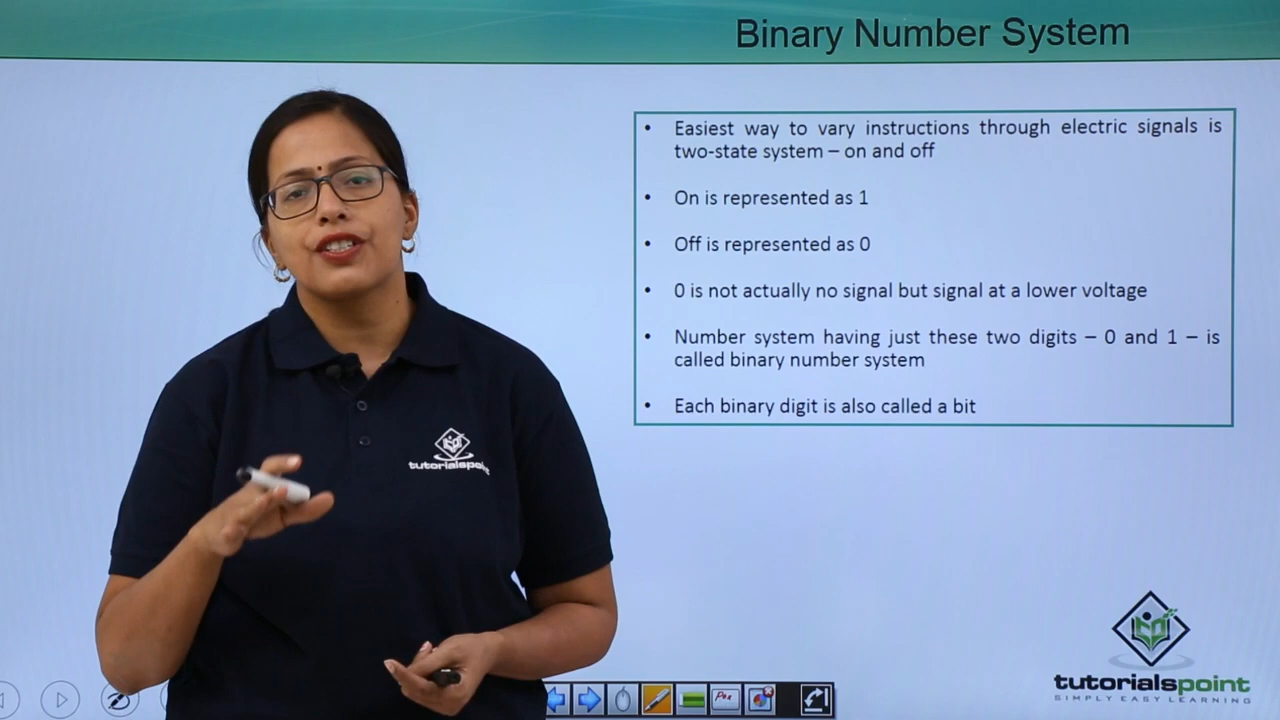 Binary Number System
• Easiest way to vary instructions through electric signals is
two-state system – on and off
• On is represented as 1
• Off is represented as 0
• 0 is not actually no signal but signal at a lower voltage
• Number system having just these two digits – 0 and 1 – is
called binary number system
• Each binary digit is also called a bit
tutorialspoint
Pen
tutorialspoint
SIMPLY EASY LEARNING